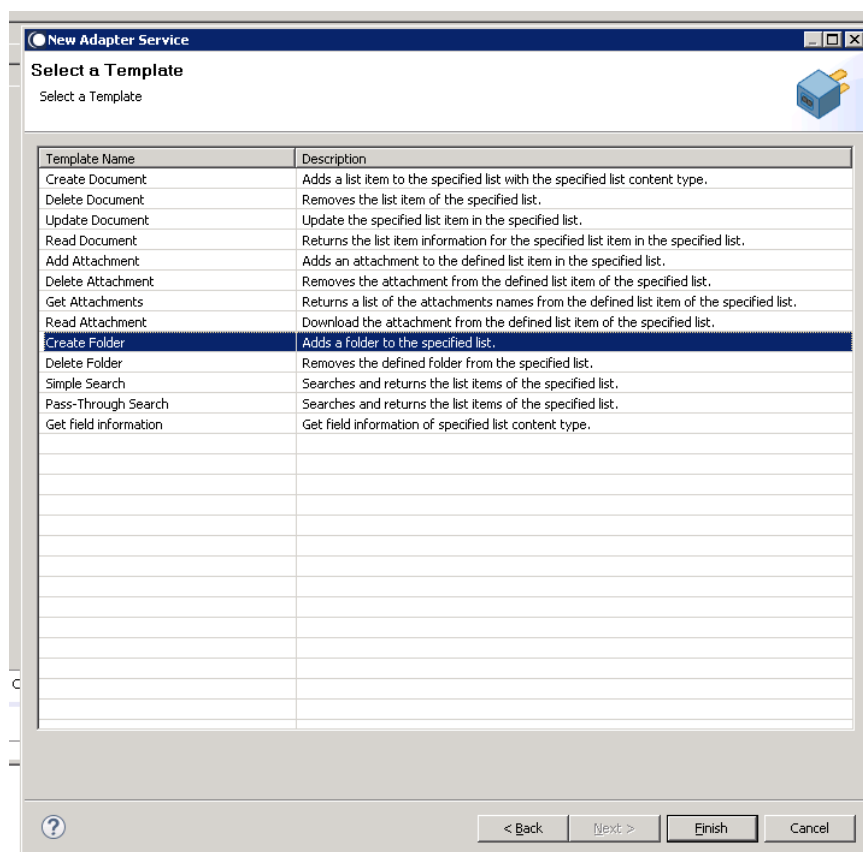 New Adapter Service
Select a Template
Select a Template
Template Name Description
Create Document Adds a list item to the specified list with the specified list content type.
Delete Document Removes the list item of the specified list.
Update Document Update the specified list item in the specified list.
Read Document Returns the list item information for the specified list item in the specified list.
Add Attachment Adds an attachment to the defined list item in the specified list.
Delete Attachment Removes the attachment from the defined list item of the specified list.
Get Attachments Returns a list of the attachments names from the defined list item of the specified list.
Read Attachment Download the attachment from the defined list item of the specified list.
Create Folder Adds a folder to the specified list.
Delete Folder Removes the defined folder from the specified list.
Simple Search Searches and returns the list items of the specified list.
Pass-Through Search Searches and returns the list items of the specified list.
Get field information Get field information of specified list content type.
? < Back Next > Finish Cancel